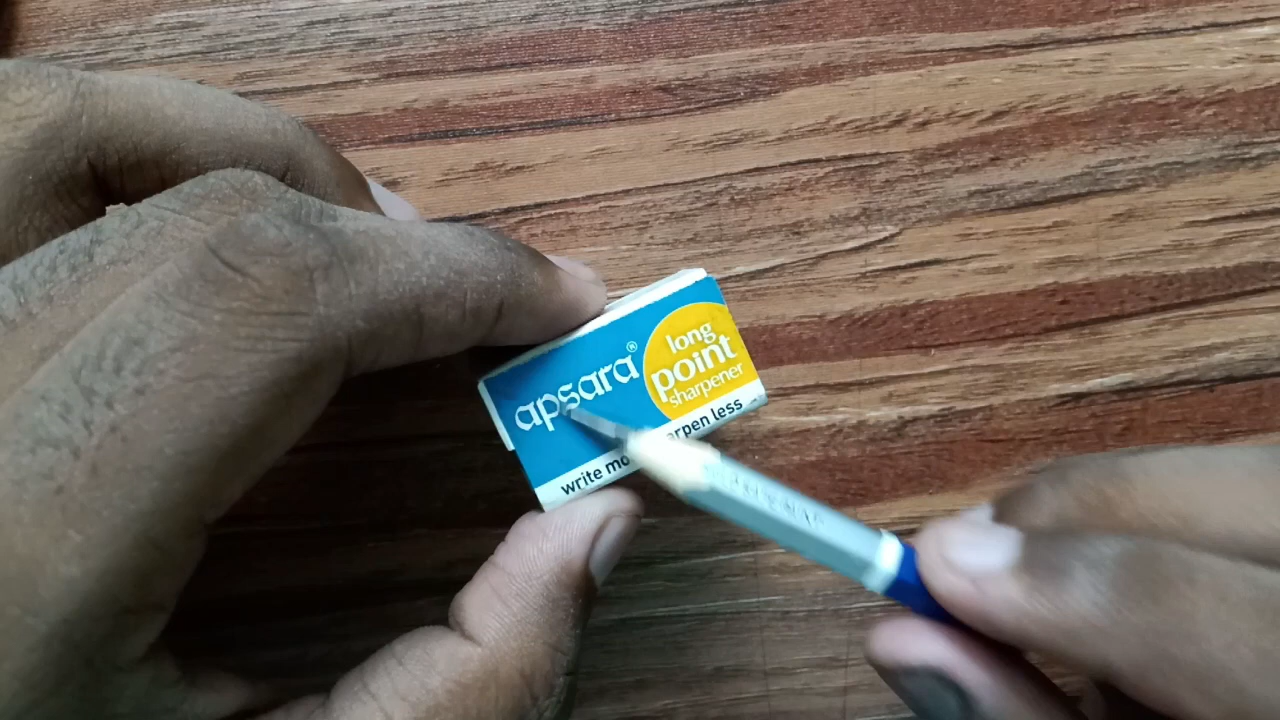 apsara®
long
point
sharpener
write mo rpen less